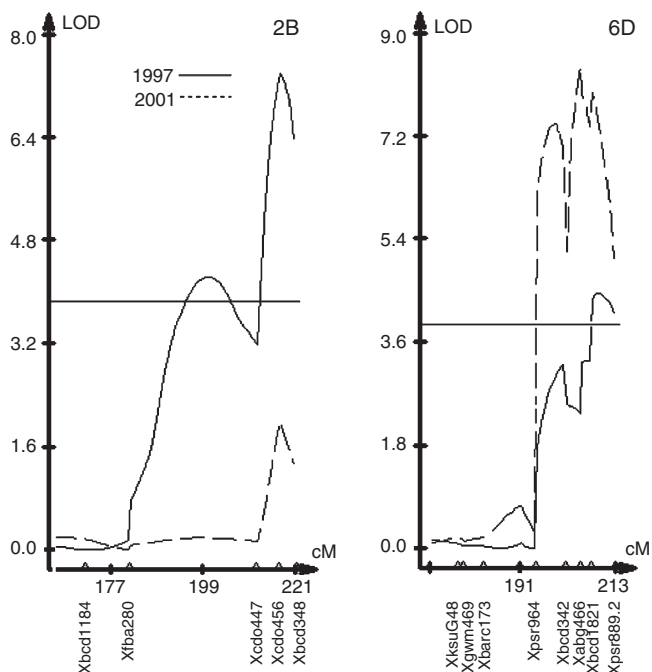 LOD 2B
8.0
1997
2001
6.4
4.8
3.2
1.6
0.0
cM
177 199 221
Xbcd1184
Xfba280
Xcdo447
Xcdo456
Xbcd348
LOD 6D
9.0
7.2
5.4
3.6
1.8
0.0
cM
191 213
XksuG48
Xgwm469
Xbarc173
Xpsr964
Xbcd342
Xabg466
Xbcd1821
Xpsr889.2